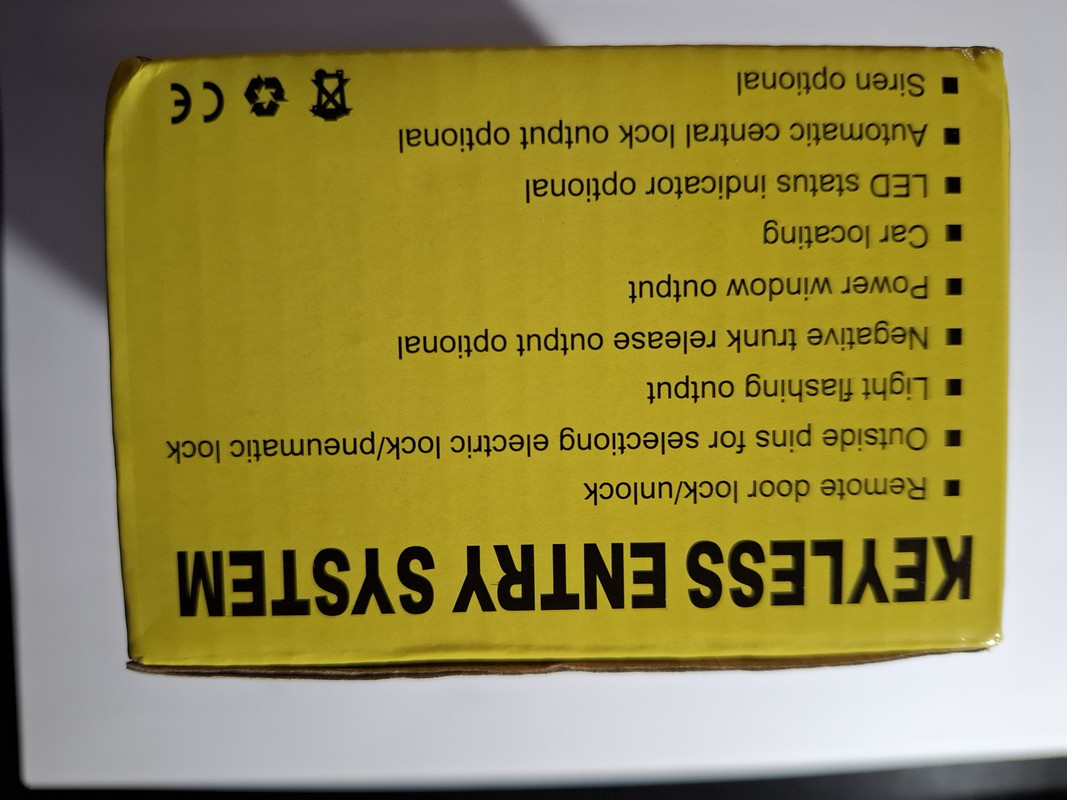 KEYLESS ENTRY SYSTEM
■ Remote door lock/unlock
■ Outside pins for selectiong electric lock/pneumatic lock
■ Light flashing output
■ Negative trunk release output optional
■ Power window output
■ Car locating
■ LED status indicator optional
■ Automatic central lock output optional
■ Siren optional
CE